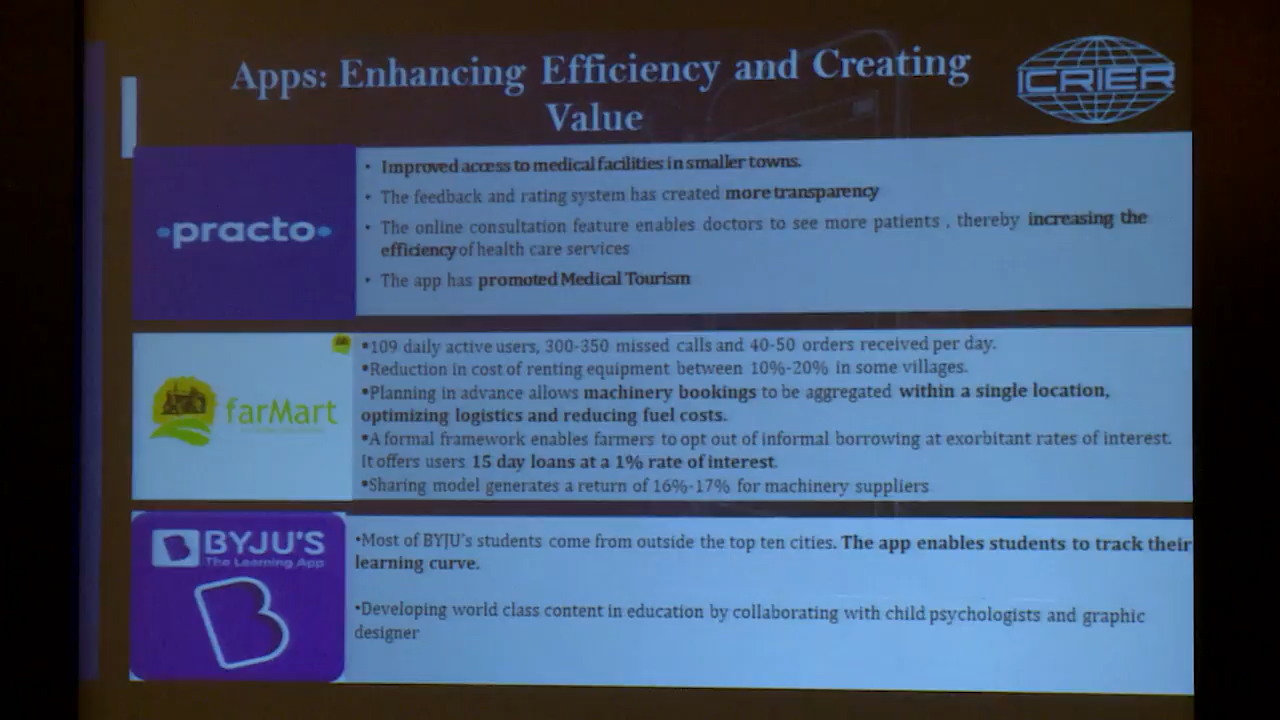 Apps: Enhancing Efficiency and Creating
Value
ICRIER
practo
• Improved access to medical facilities in smaller towns.
• The feedback and rating system has created more transparency
• The online consultation feature enables doctors to see more patients , thereby increasing the
efficiency of health care services
• The app has promoted Medical Tourism
farMart
▪109 daily active users, 300-350 missed calls and 40-50 orders received per day.
▪Reduction in cost of renting equipment between 10%-20% in some villages.
▪Planning in advance allows machinery bookings to be aggregated within a single location,
optimizing logistics and reducing fuel costs.
▪A formal framework enables farmers to opt out of informal borrowing at exorbitant rates of interest.
It offers users 15 day loans at a 1% rate of interest.
▪Sharing model generates a return of 16%-17% for machinery suppliers
BYJU'S
The Learning App
B
•Most of BYJU's students come from outside the top ten cities. The app enables students to track their
learning curve.
•Developing world class content in education by collaborating with child psychologists and graphic
designer